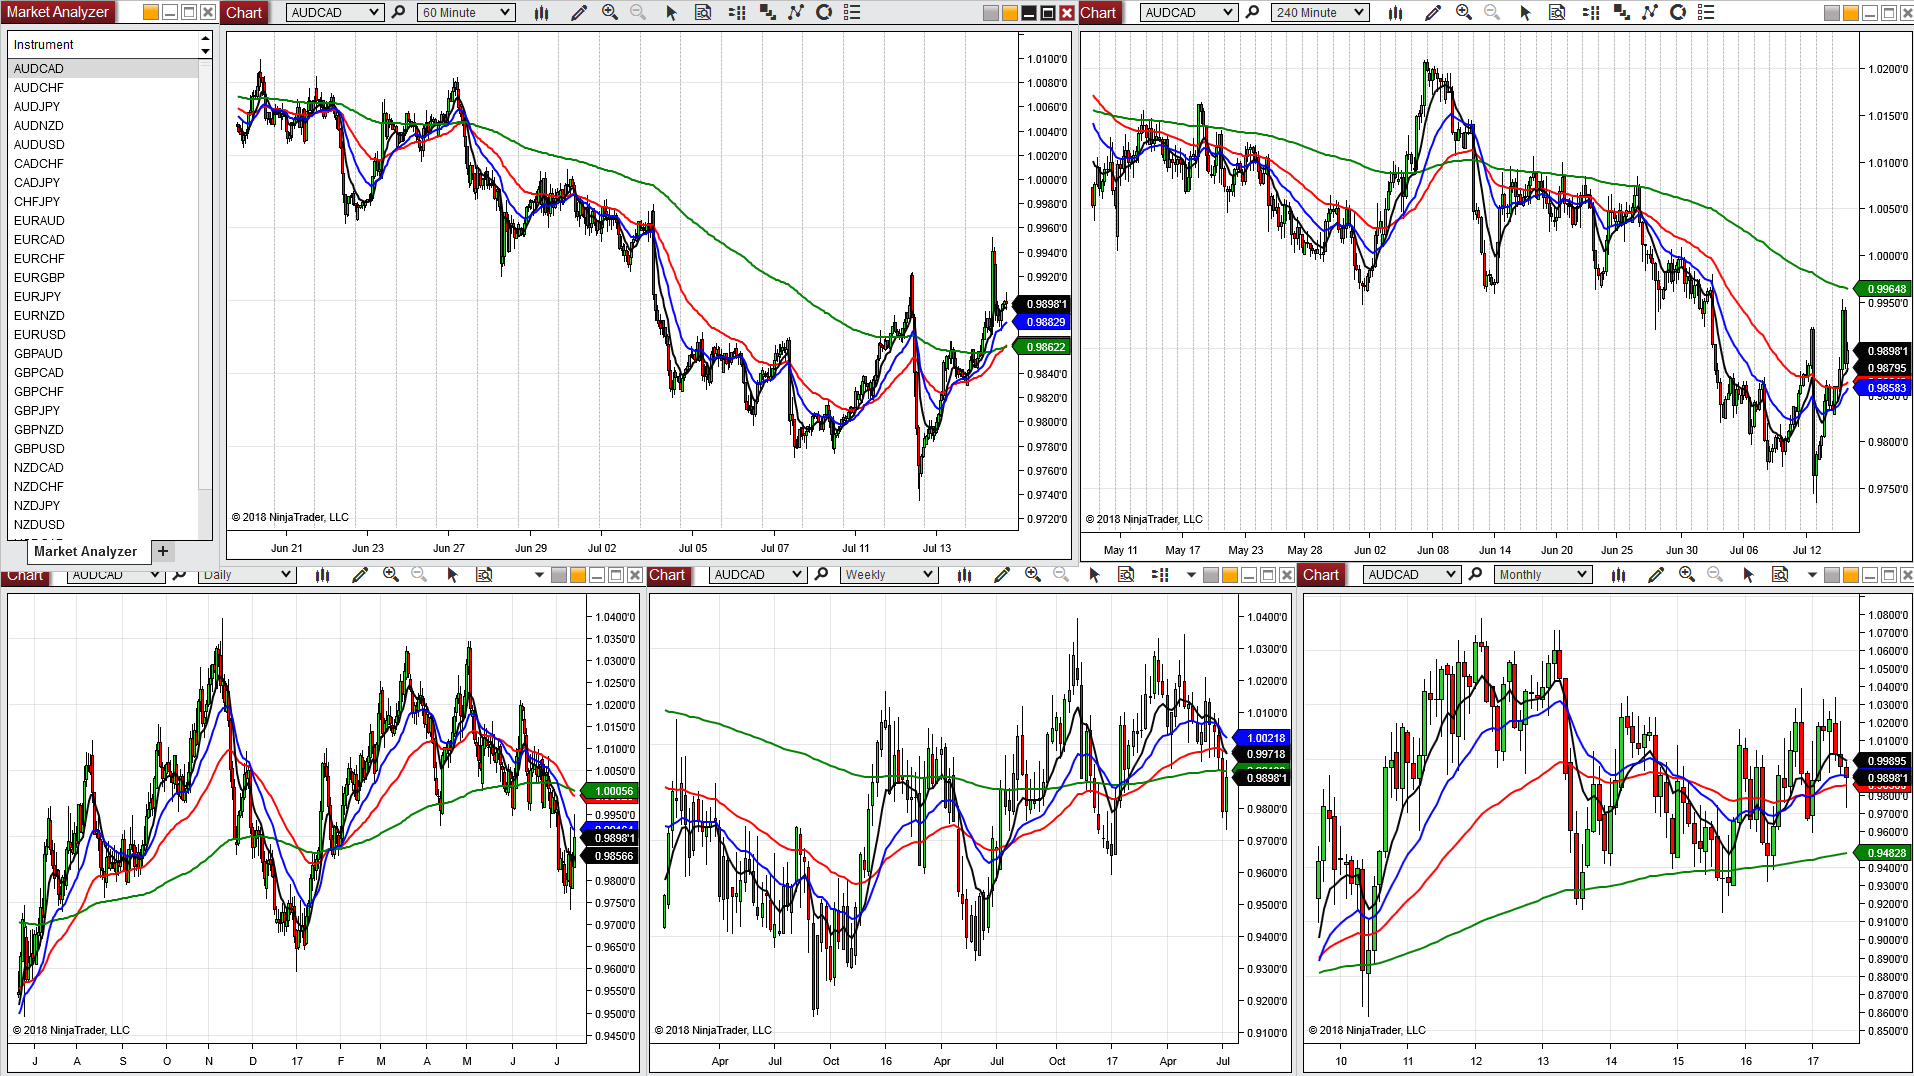 Market Analyzer
Instrument
AUDCAD
AUDCHF
AUDJPY
AUDNZD
AUDUSD
CADCHF
CADJPY
CHFJPY
EURAUD
EURCAD
EURCHF
EURGBP
EURJPY
EURNZD
EURUSD
GBPAUD
GBPCAD
GBPCHF
GBPJPY
GBPNZD
GBPUSD
NZDCAD
NZDCHF
NZDJPY
NZDUSD
Market Analyzer +
Chart AUDCAD 60 Minute
1.0100'0
1.0080'0
1.0060'0
1.0040'0
1.0020'0
1.0000'0
0.9980'0
0.9960'0
0.9940'0
0.9920'0
0.9898'1
0.98829
0.98622
0.9840'0
0.9820'0
0.9800'0
0.9780'0
0.9760'0
0.9740'0
0.9720'0
© 2018 NinjaTrader, LLC
Jun 21 Jun 23 Jun 27 Jun 29 Jul 02 Jul 05 Jul 07 Jul 11 Jul 13
Chart AUDCAD 240 Minute
1.0200'0
1.0150'0
1.0100'0
1.0050'0
1.0000'0
0.99648
0.9950'0
0.9898'1
0.98795
0.98583
0.9800'0
0.9750'0
© 2018 NinjaTrader, LLC
May 11 May 17 May 23 May 28 Jun 02 Jun 08 Jun 14 Jun 20 Jun 25 Jun 30 Jul 06 Jul 12
Chart AUDCAD Daily
1.0400'0
1.0350'0
1.0300'0
1.0250'0
1.0200'0
1.0150'0
1.0100'0
1.0050'0
1.00056
0.9950'0
0.9898'1
0.98566
0.9800'0
0.9750'0
0.9700'0
0.9650'0
0.9600'0
0.9550'0
0.9500'0
0.9450'0
© 2018 NinjaTrader, LLC
J A S O N D 17 F M A M J J
Chart AUDCAD Weekly
1.0400'0
1.0300'0
1.0200'0
1.0100'0
1.00218
0.99718
0.9898'1
0.9800'0
0.9700'0
0.9600'0
0.9500'0
0.9400'0
0.9300'0
0.9200'0
0.9100'0
© 2018 NinjaTrader, LLC
Apr Jul Oct 16 Apr Jul Oct 17 Apr Jul
Chart AUDCAD Monthly
1.0800'0
1.0700'0
1.0600'0
1.0500'0
1.0400'0
1.0300'0
1.0200'0
1.0100'0
0.99895
0.9898'1
0.9800'0
0.9700'0
0.9600'0
0.94828
0.9400'0
0.9300'0
0.9200'0
0.9100'0
0.9000'0
0.8900'0
0.8800'0
0.8700'0
0.8600'0
0.8500'0
© 2018 NinjaTrader, LLC
10 11 12 13 14 15 16 17